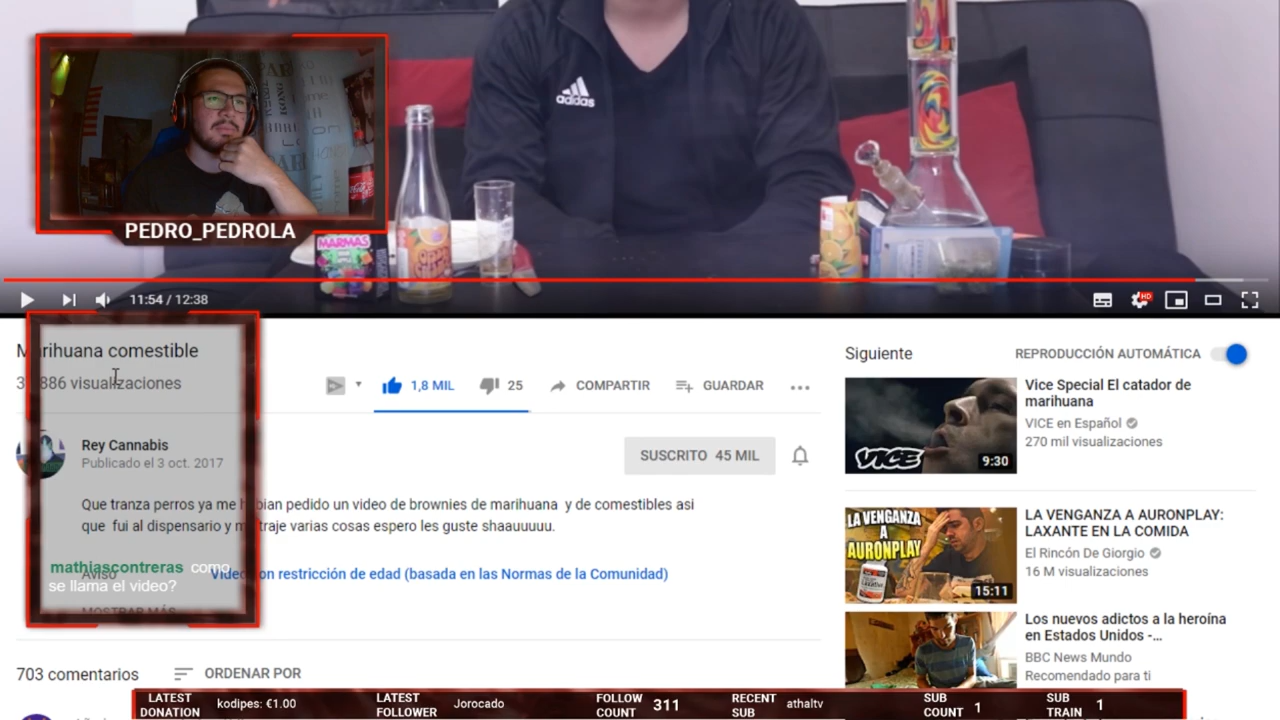 adidas
PEDRO_PEDROLA
MARMAS
11:54 / 12:38
HD
Marihuana comestible
886 visualizaciones
1,8 MIL
25
COMPARTIR
GUARDAR
Rey Cannabis
Publicado el 3 oct. 2017
SUSCRITO 45 MIL
Que tranza perros ya me habian pedido un video de brownies de marihuana y de comestibles asi
que fui al dispensario y me traje varias cosas espero les guste shaauuuuu.
mathiascontreras como
se llama el video?
Aviso
Video con restricción de edad (basada en las Normas de la Comunidad)
MOSTRAR MÁS
703 comentarios
ORDENAR POR
Siguiente
REPRODUCCIÓN AUTOMÁTICA
VICE
9:30
Vice Special El catador de
marihuana
VICE en Español
270 mil visualizaciones
LA VENGANZA
A
AURONPLAY
15:11
LA VENGANZA A AURONPLAY:
LAXANTE EN LA COMIDA
El Rincón De Giorgio
16 M visualizaciones
Los nuevos adictos a la heroína
en Estados Unidos -...
BBC News Mundo
Recomendado para ti
LATEST
DONATION
kodipes: €1.00
LATEST
FOLLOWER
Jorocado
FOLLOW
COUNT
311
RECENT
SUB
athaltv
SUB
COUNT
1
SUB
TRAIN
1